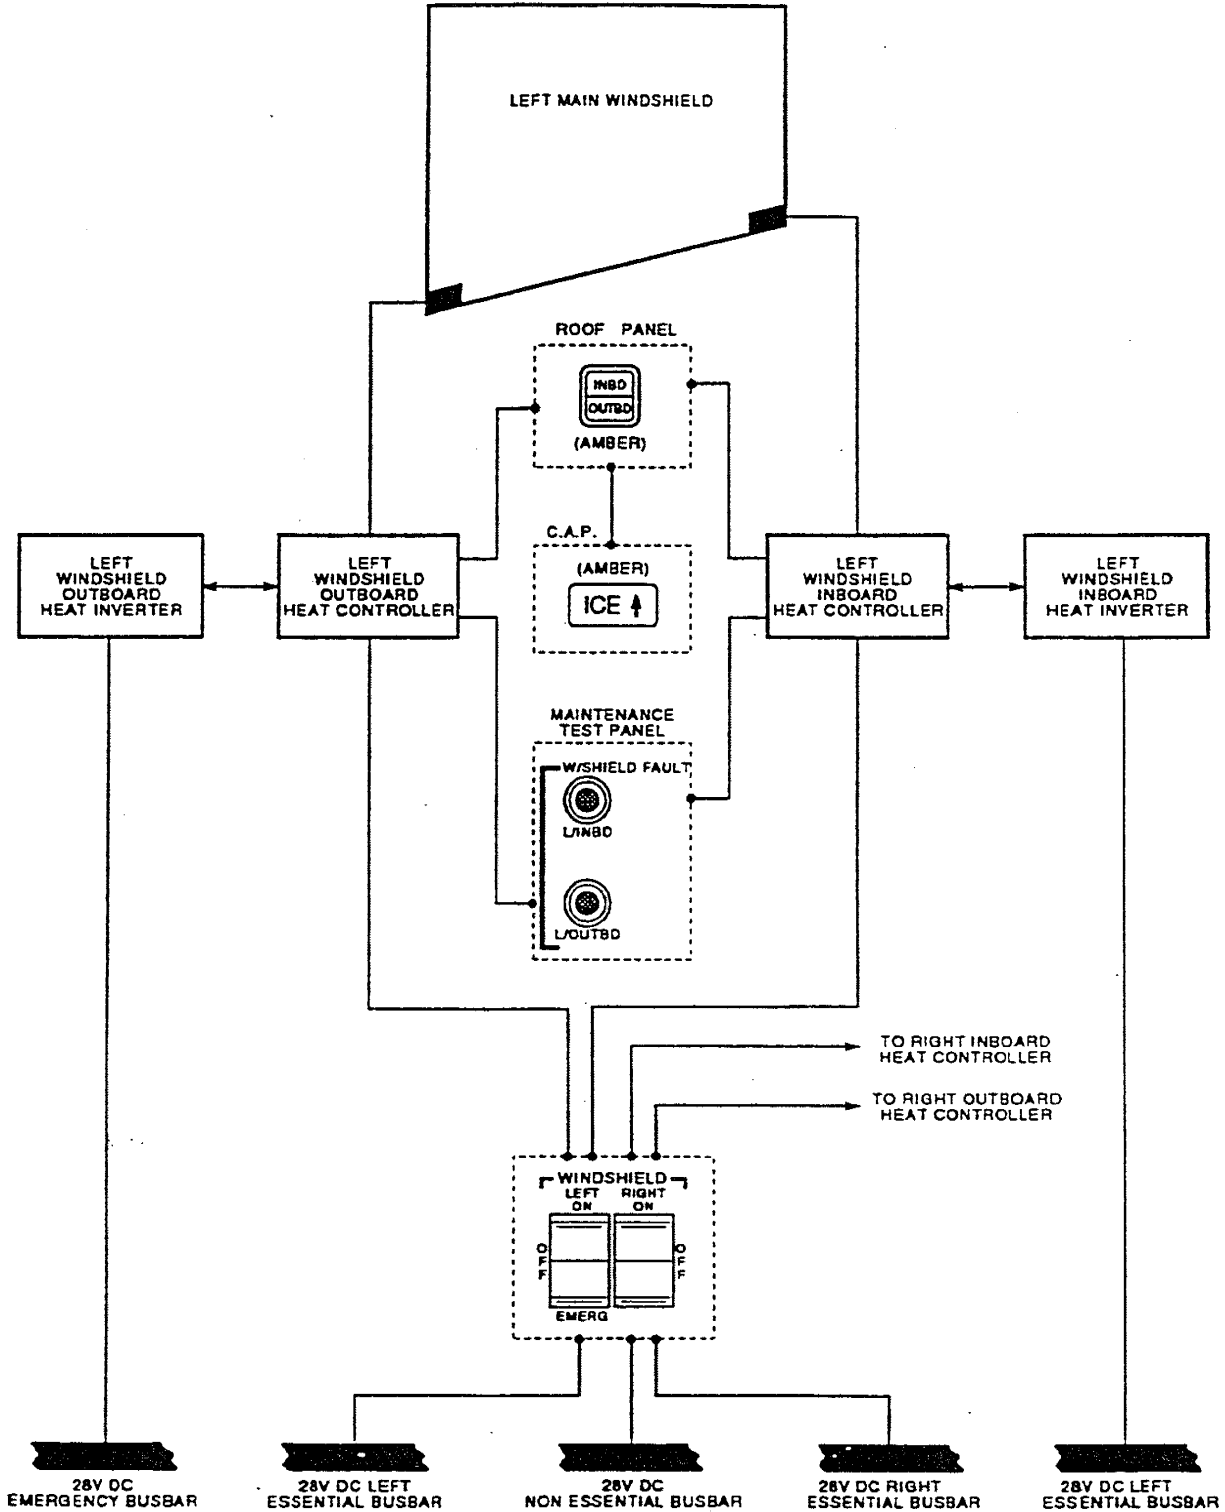 LEFT MAIN WINDSHIELD
ROOF PANEL
INBD
OUTBD
(AMBER)
C.A.P.
(AMBER)
ICE
LEFT
WINDSHIELD
OUTBOARD
HEAT INVERTER
LEFT
WINDSHIELD
OUTBOARD
HEAT CONTROLLER
LEFT
WINDSHIELD
INBOARD
HEAT CONTROLLER
LEFT
WINDSHIELD
INBOARD
HEAT INVERTER
MAINTENANCE
TEST PANEL
W/SHIELD FAULT
L/INBD
L/OUTBD
TO RIGHT INBOARD
HEAT CONTROLLER
TO RIGHT OUTBOARD
HEAT CONTROLLER
WINDSHIELD
LEFT RIGHT
ON ON
OFF OFF
EMERG
28V DC
EMERGENCY BUSBAR
28V DC LEFT
ESSENTIAL BUSBAR
28V DC
NON ESSENTIAL BUSBAR
28V DC RIGHT
ESSENTIAL BUSBAR
28V DC LEFT
ESSENTIAL BUSBAR